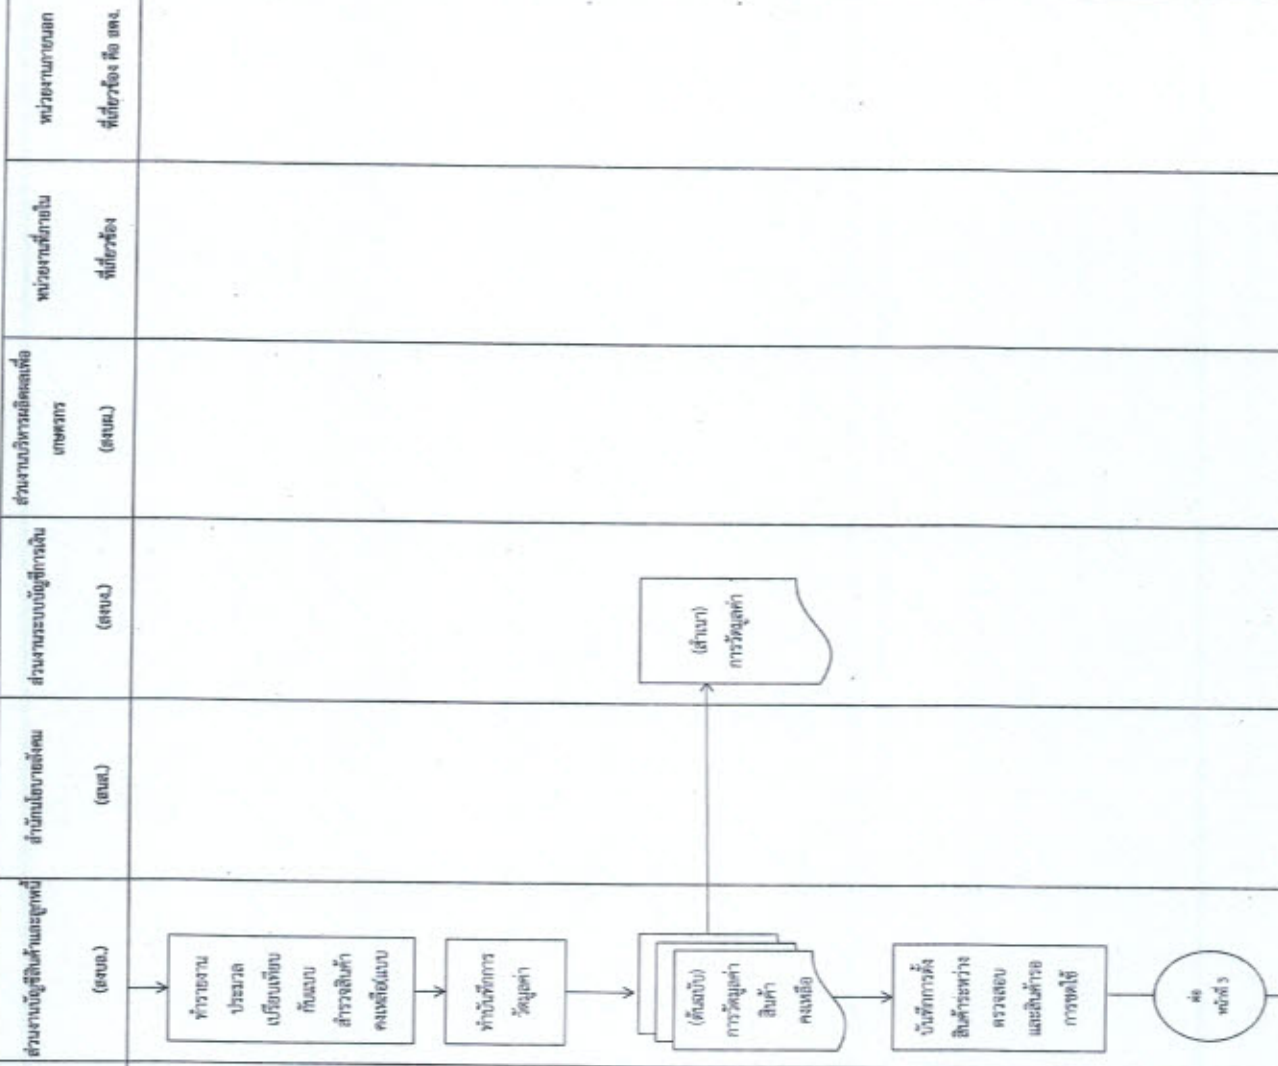 ส่วนงานบัญชีสินค้าและลูกหนี้
(สงบล.)
สำนักนโยบายสังคม
(สนส.)
ส่วนงานระบบบัญชีการเงิน
(สงบง.)
ส่วนงานบริหารผลิตผลเพื่อ
เกษตรกร
(สงบผ.)
หน่วยงานที่ภายใน
ที่เกี่ยวข้อง
หน่วยงานภายนอก
ที่เกี่ยวข้อง คือ อตง.
ทำรายงาน
ประมวล
เปรียบเทียบ
กับแบบ
สำรวจสินค้า
คงเหลือแบบ
ทำบันทึกการ
วัดมูลค่า
(ต้นฉบับ)
การวัดมูลค่า
สินค้า
คงเหลือ
(สำเนา)
การวัดมูลค่า
บันทึกการตั้ง
สินค้าระหว่าง
ตรวจสอบ
และสินค้ารอ
การชดใช้
ต่อ
หน้าที่ 3